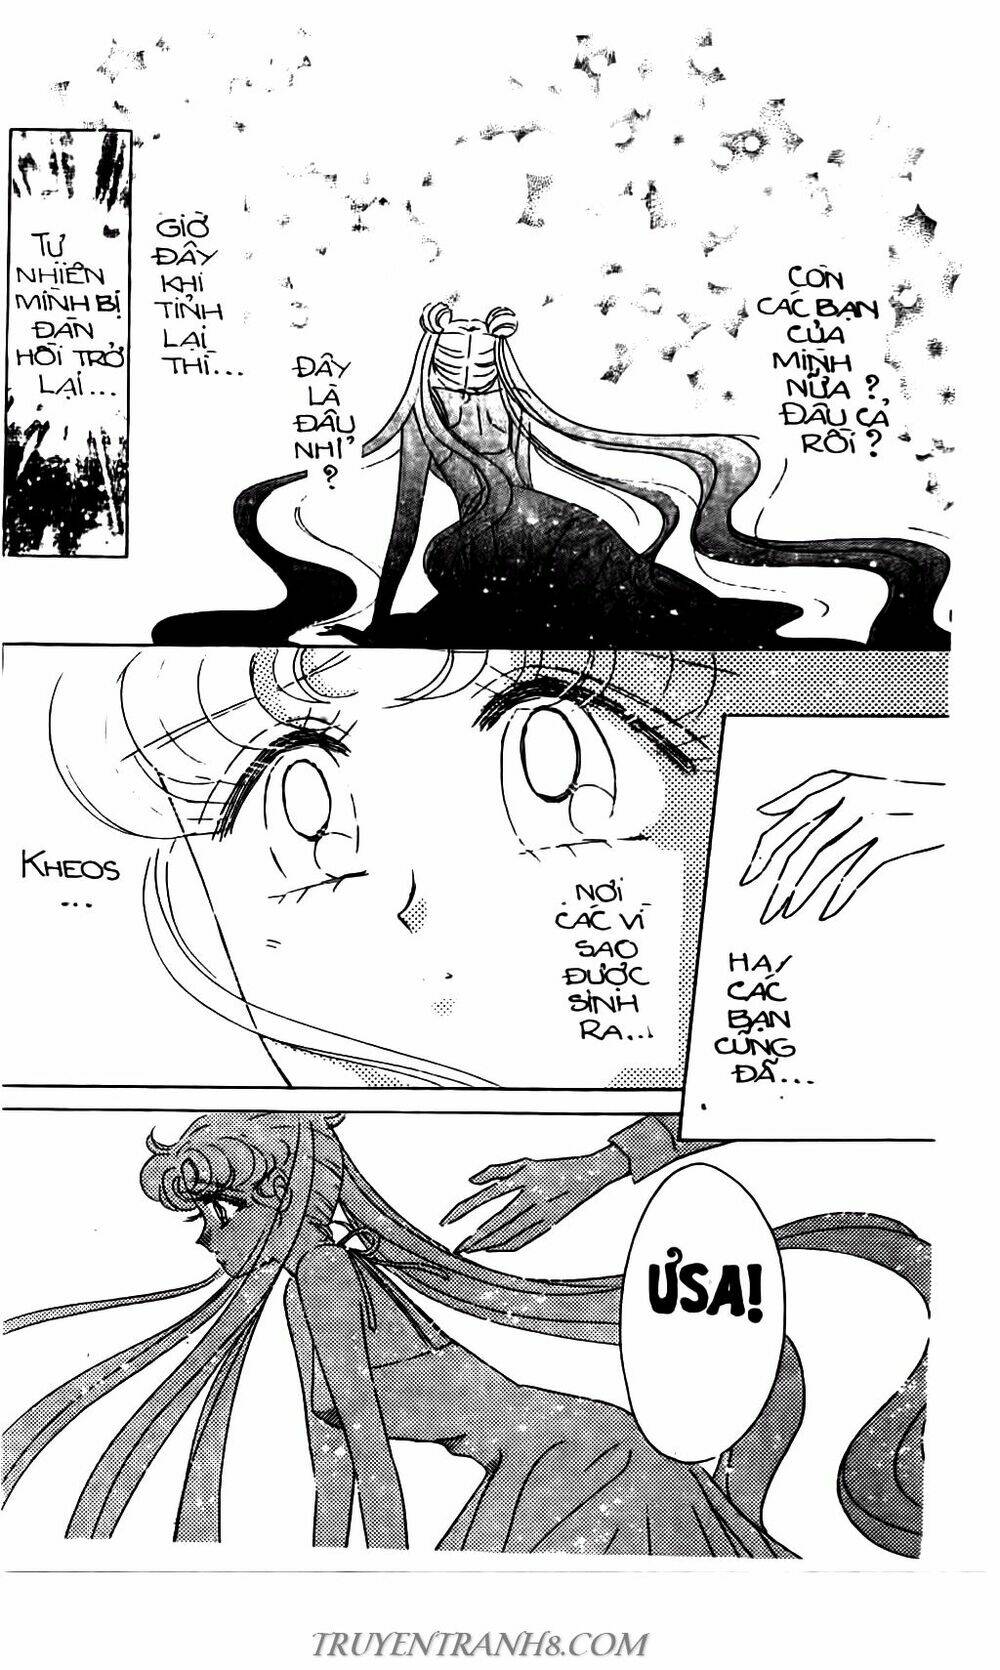 TỰ
NHIÊN
MÌNH BỊ
ĐÀN
HỒI TRỞ
LẠI...
GIỜ
ĐÂY
KHI
TỈNH
LẠI
THÌ...
ĐÂY
LÀ
ĐÂU
NHỈ
?
CÒN
CÁC BẠN
CỦA
MÌNH
NỮA ?
ĐÂU CẢ
RỒI ?
KHEOS
...
NƠI
CÁC VÌ
SAO
ĐƯỢC
SINH
RA...
HAY
CÁC
BẠN
CŨNG
ĐÃ...
ƯSA!
TRUYENTRANH8.COM